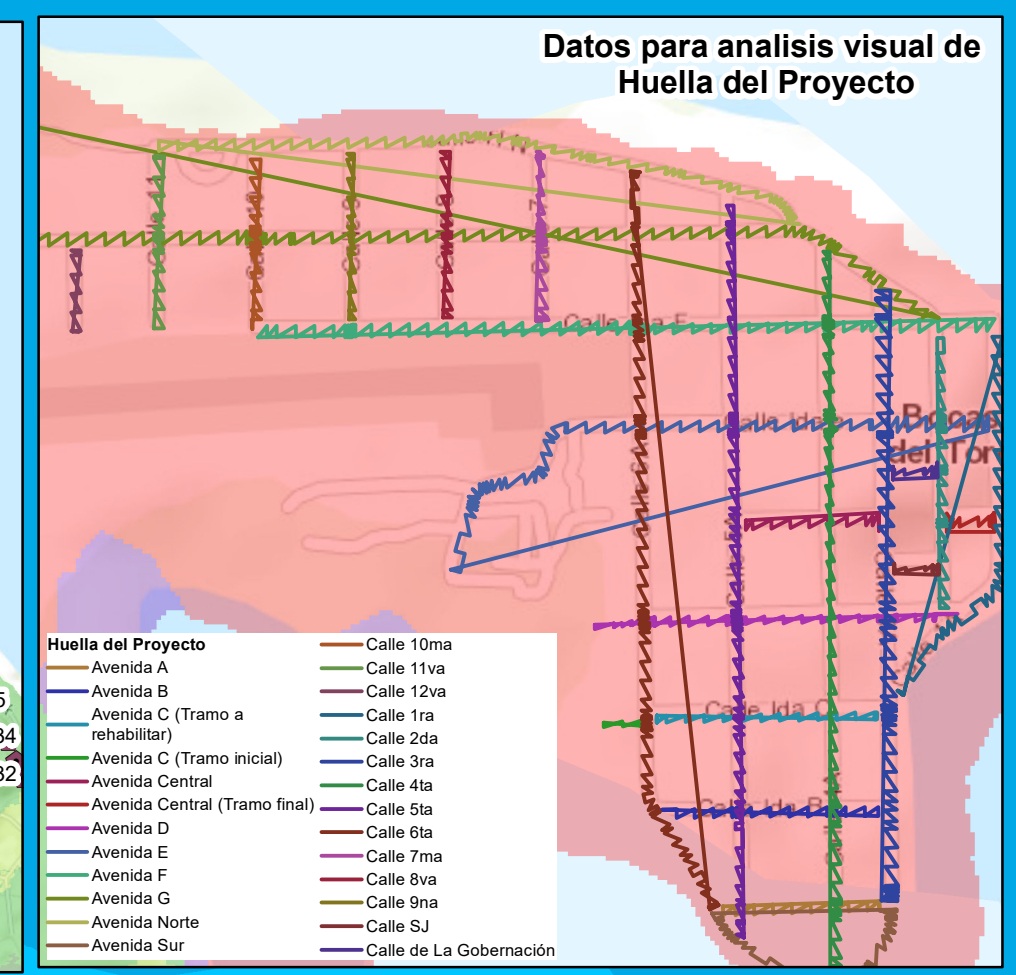 Datos para analisis visual de
Huella del Proyecto
Calle Ida B
Bocas
del Tor
Huella del Proyecto
Avenida A
Avenida B
Avenida C (Tramo a
rehabilitar)
Avenida C (Tramo inicial)
Avenida Central
Avenida Central (Tramo final)
Avenida D
Avenida E
Avenida F
Avenida G
Avenida Norte
Avenida Sur
Calle 10ma
Calle 11va
Calle 12va
Calle 1ra
Calle 2da
Calle 3ra
Calle 4ta
Calle 5ta
Calle 6ta
Calle 7ma
Calle 8va
Calle 9na
Calle SJ
Calle de La Gobernación